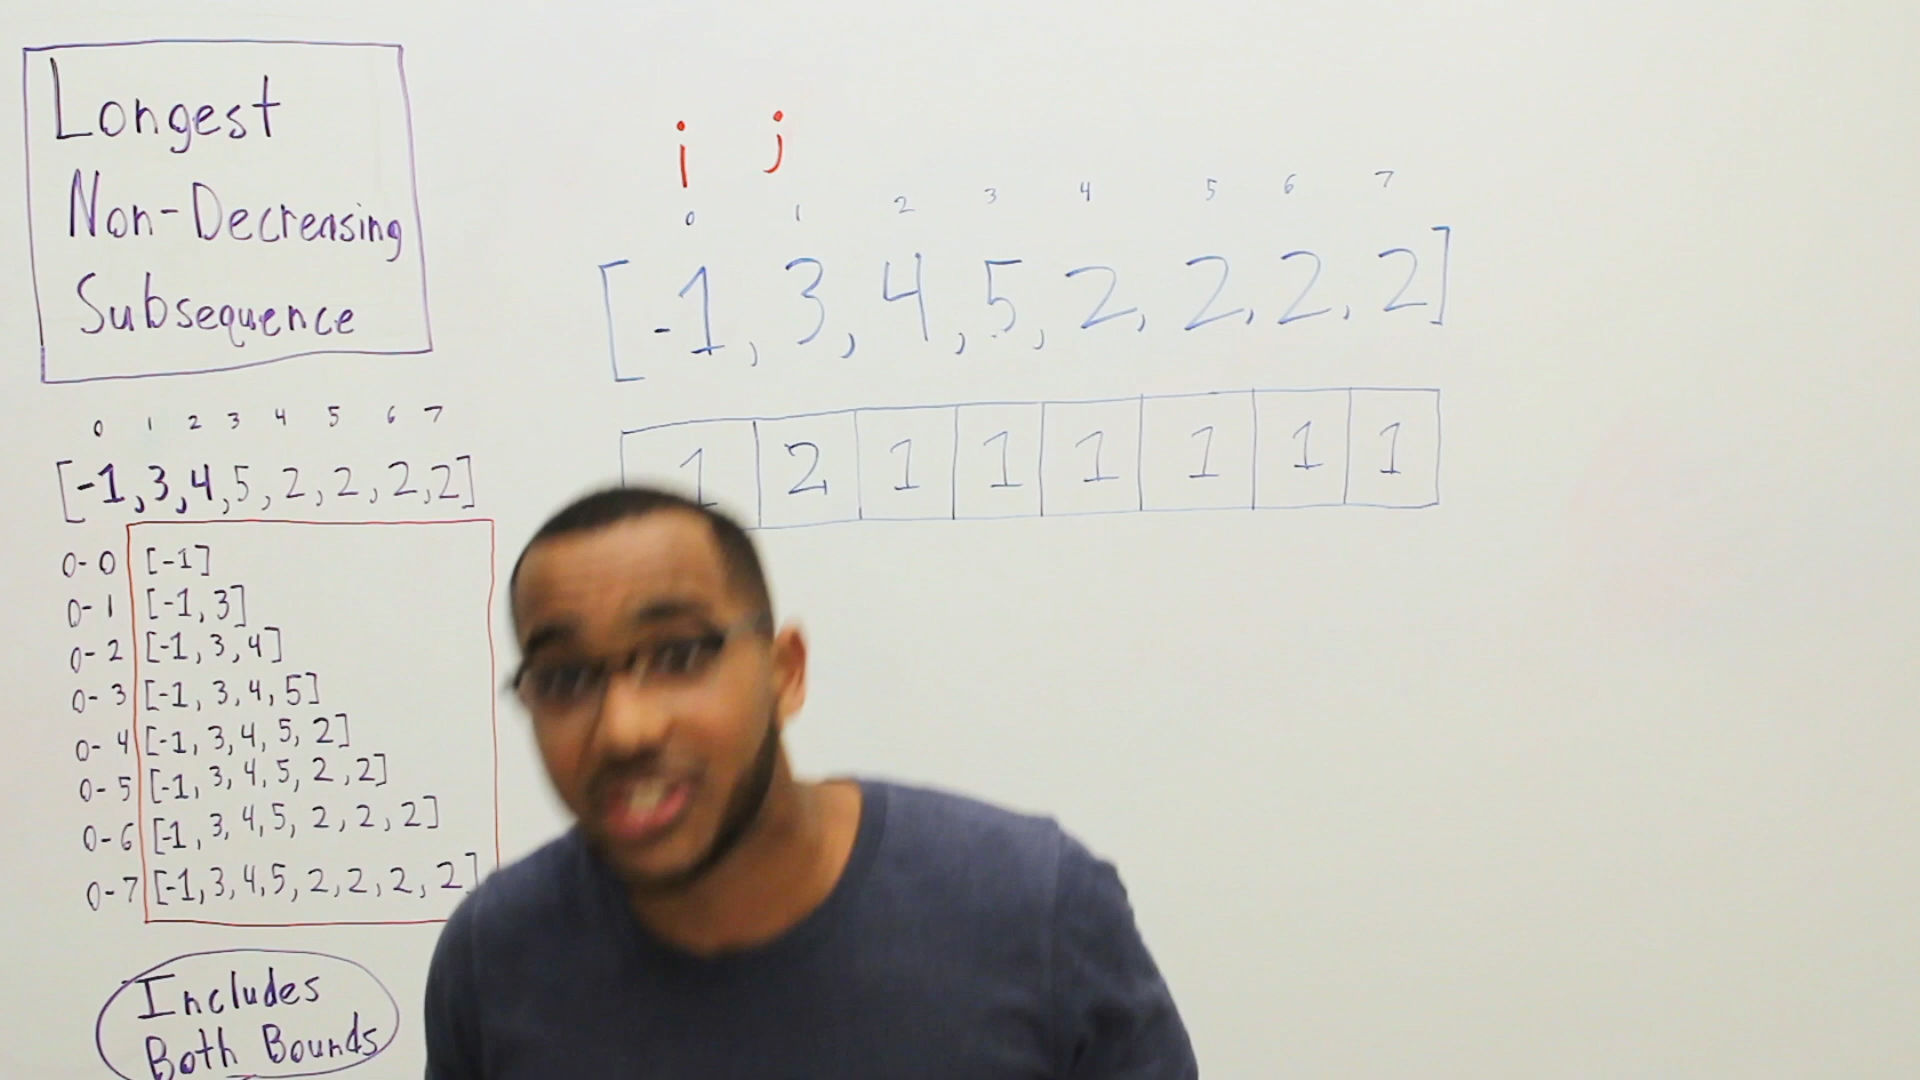 Longest
Non-Decreasing
Subsequence
0 1 2 3 4 5 6 7
[-1,3,4,5,2,2,2,2]
0-0 [-1]
0-1 [-1,3]
0-2 [-1,3,4]
0-3 [-1,3,4,5]
0-4 [-1,3,4,5,2]
0-5 [-1,3,4,5,2,2]
0-6 [-1,3,4,5,2,2,2]
0-7 [-1,3,4,5,2,2,2,2]
Includes
Both Bounds
i j
0 1 2 3 4 5 6 7
[-1,3,4,5,2,2,2,2]
1 2 1 1 1 1 1 1